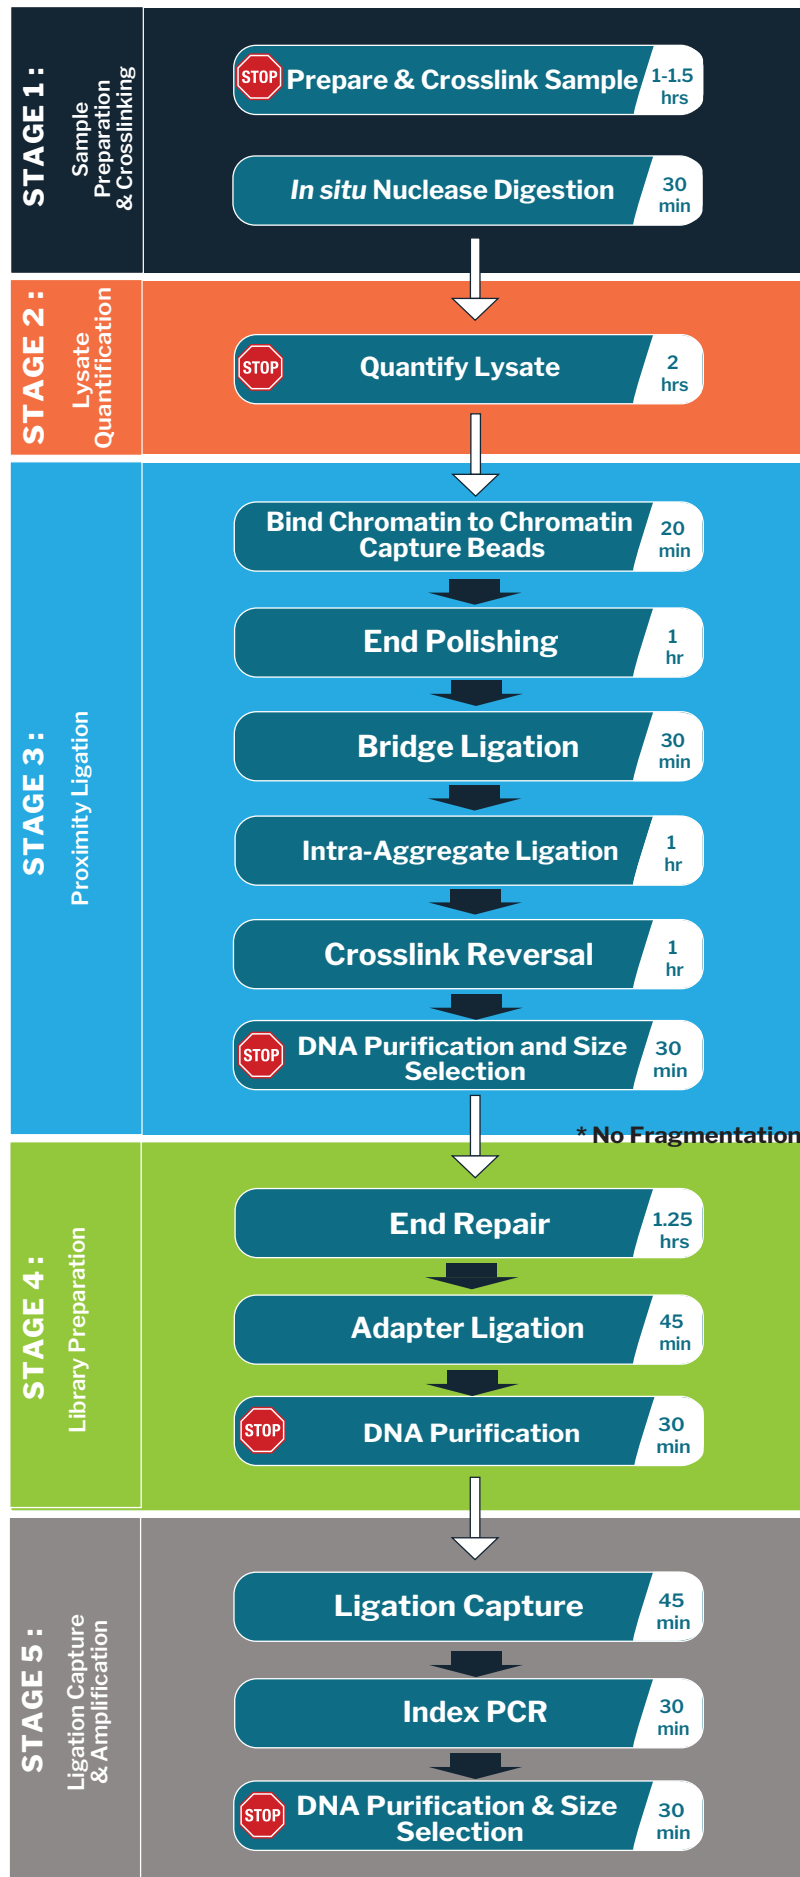 STAGE 1 :
Sample
Preparation
& Crosslinking
STOP
Prepare & Crosslink Sample
1-1.5
hrs
In situ Nuclease Digestion
30
min
STAGE 2 :
Lysate
Quantification
STOP
Quantify Lysate
2
hrs
STAGE 3 :
Proximity Ligation
Bind Chromatin to Chromatin
Capture Beads
20
min
End Polishing
1
hr
Bridge Ligation
30
min
Intra-Aggregate Ligation
1
hr
Crosslink Reversal
1
hr
STOP
DNA Purification and Size
Selection
30
min
* No Fragmentation
STAGE 4 :
Library Preparation
End Repair
1.25
hrs
Adapter Ligation
45
min
STOP
DNA Purification
30
min
STAGE 5 :
Ligation Capture
& Amplification
Ligation Capture
45
min
Index PCR
30
min
STOP
DNA Purification & Size
Selection
30
min